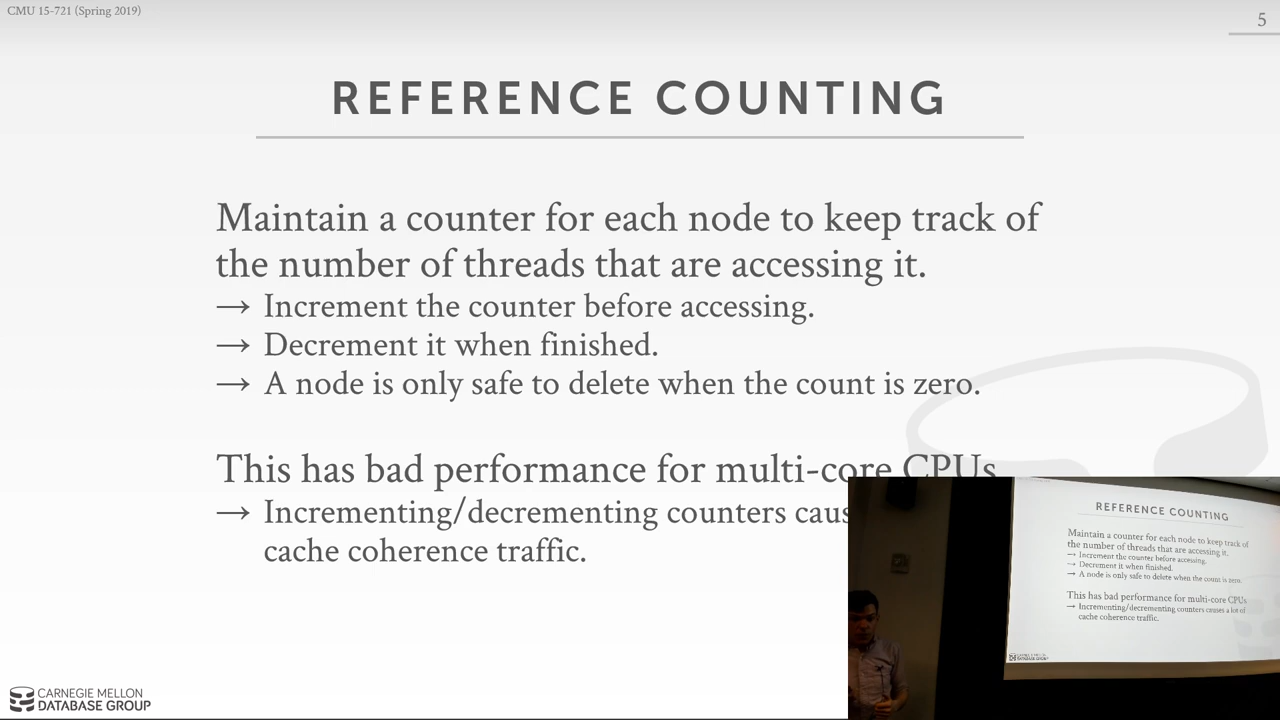 CMU 15-721 (Spring 2019)
5
REFERENCE COUNTING
Maintain a counter for each node to keep track of
the number of threads that are accessing it.
→ Increment the counter before accessing.
→ Decrement it when finished.
→ A node is only safe to delete when the count is zero.
This has bad performance for multi-core CPUs
→ Incrementing/decrementing counters caus
cache coherence traffic.
CARNEGIE MELLON
DATABASE GROUP
REFERENCE COUNTING
Maintain a counter for each node to keep track of
the number of threads that are accessing it.
→ Increment the counter before accessing.
→ Decrement it when finished.
→ A node is only safe to delete when the count is zero.
This has bad performance for multi-core CPUs
→ Incrementing/decrementing counters causes a lot of
cache coherence traffic.
CARNEGIE MELLON
DATABASE GROUP